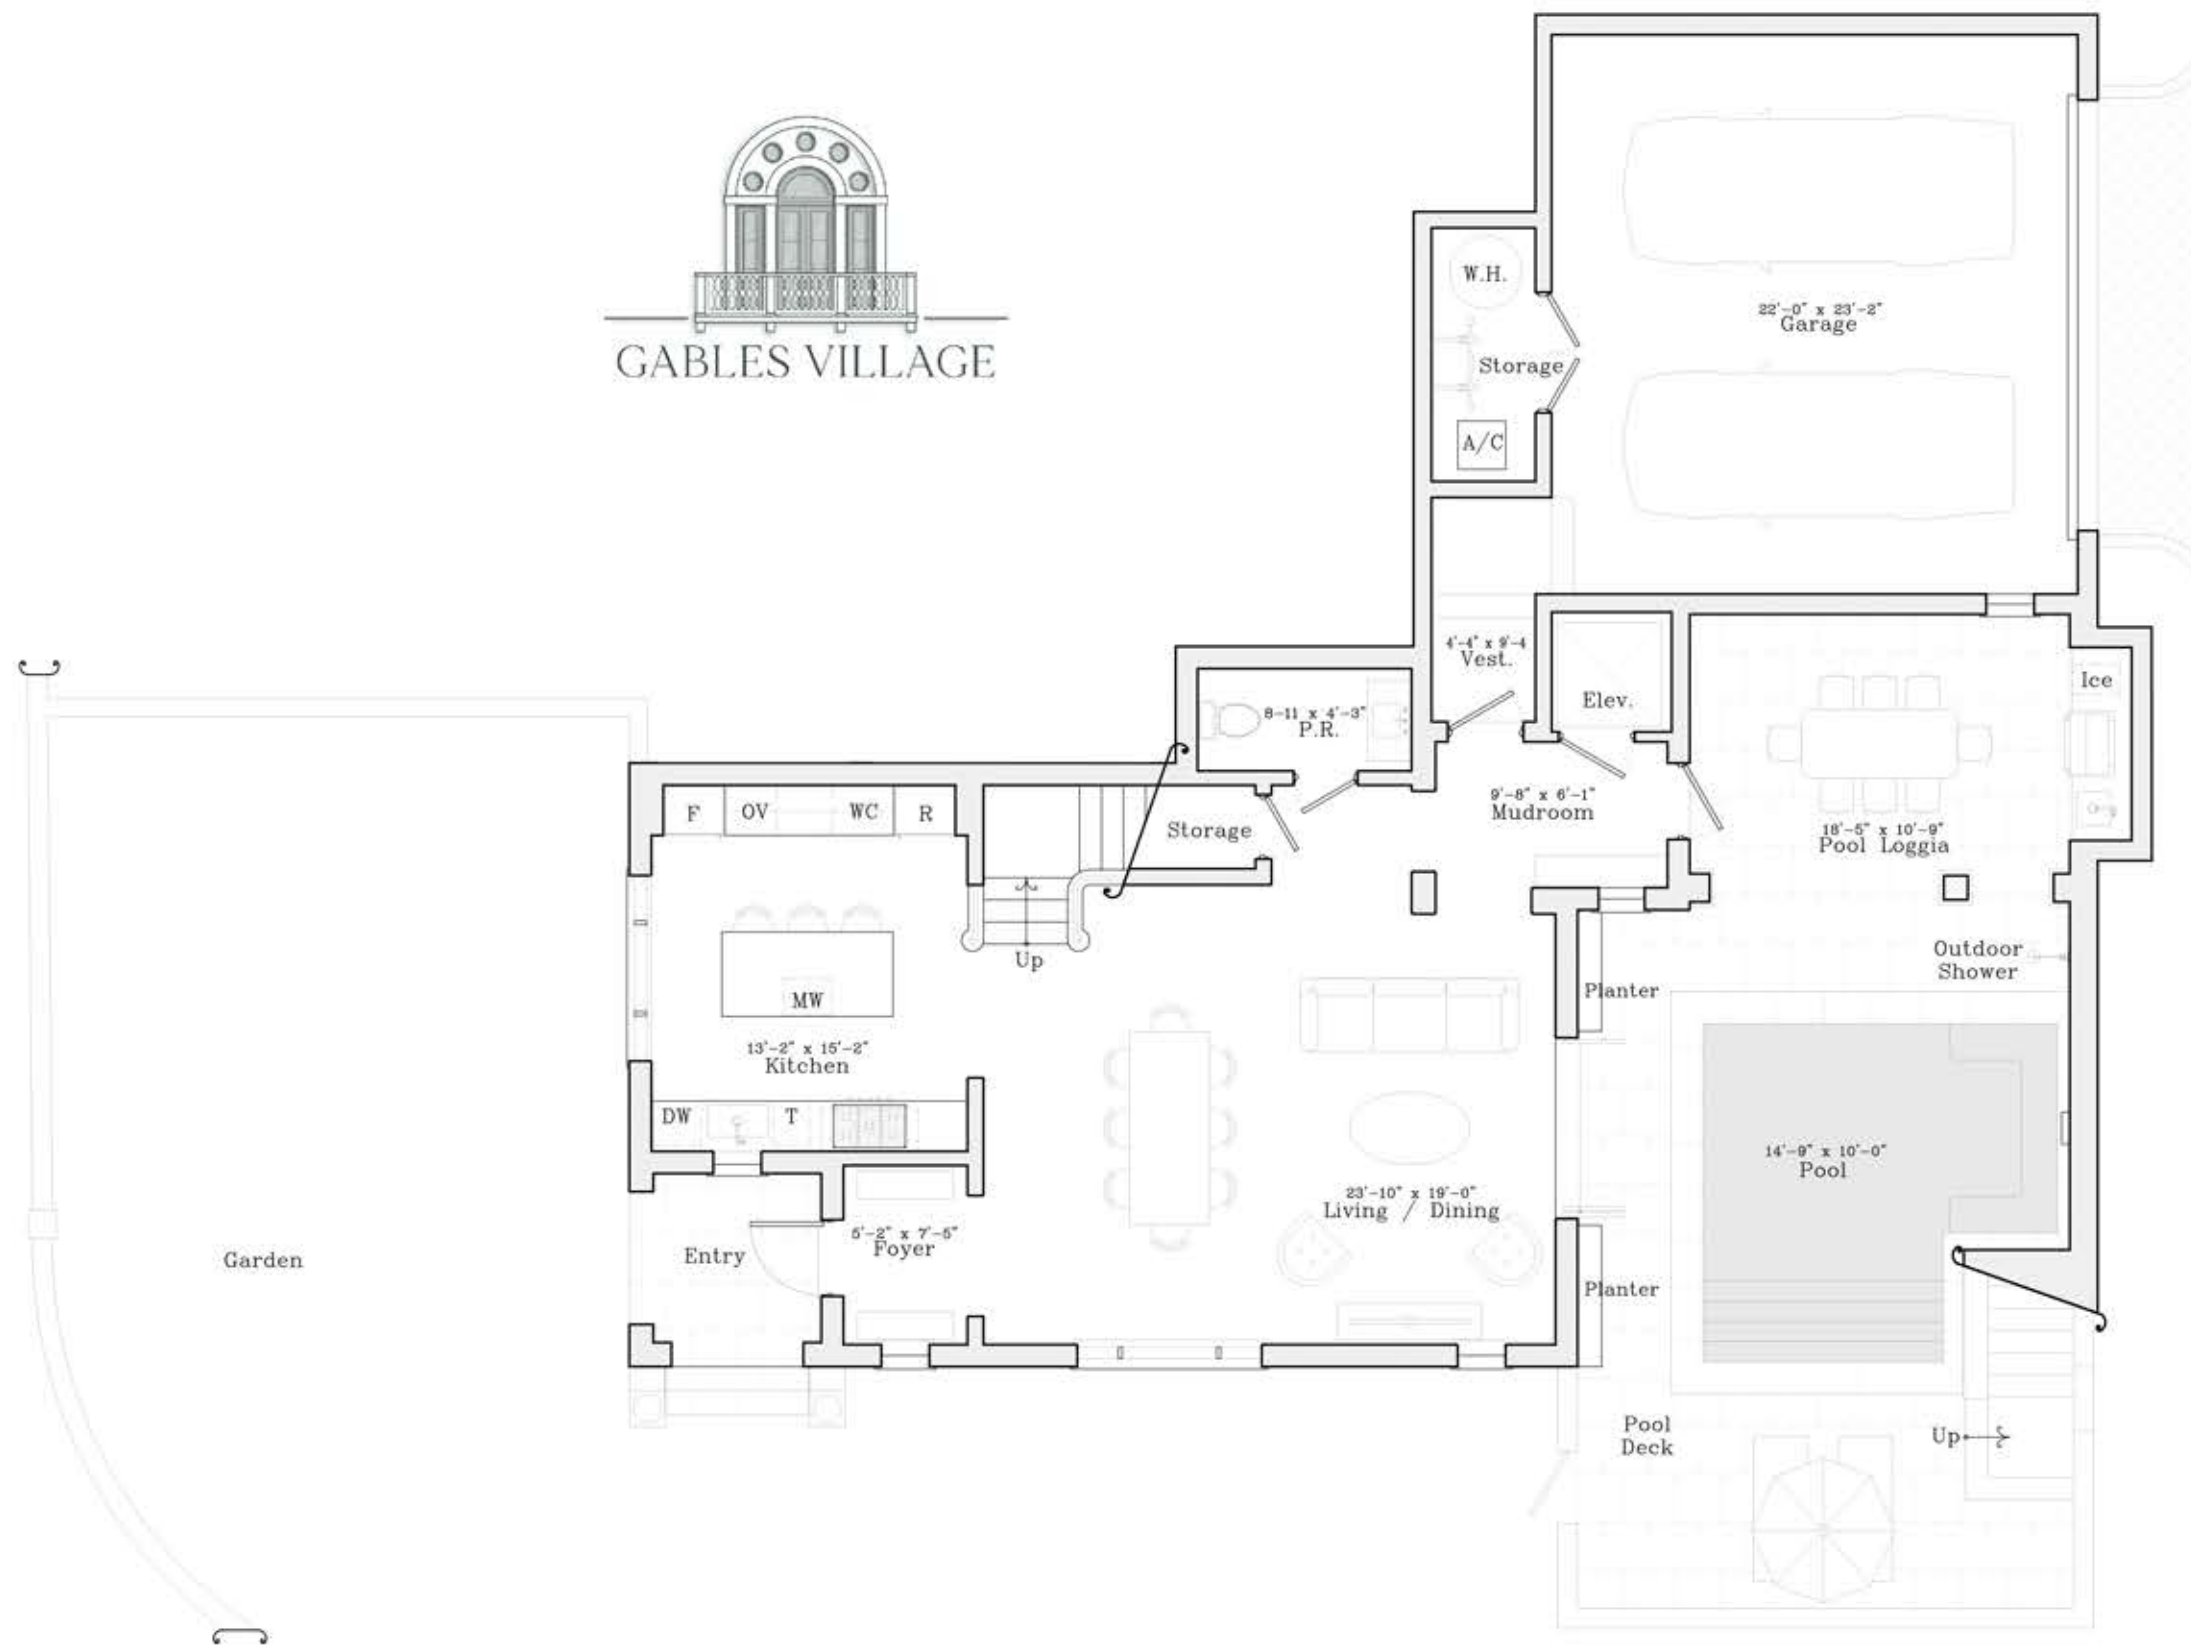 GABLES VILLAGE
W.H.
Storage
A/C
22'-0" x 23'-2"
Garage
4'-4" x 9'-4
Vest.
Elev.
Ice
8-11 x 4'-3"
P.R.
9'-8" x 6'-1"
Mudroom
18'-5" x 10'-9"
Pool Loggia
F
OV
WC
R
Storage
Up
MW
13'-2" x 15'-2"
Kitchen
DW
T
Outdoor
Shower
Planter
14'-9" x 10'-0"
Pool
23'-10" x 19'-0"
Living / Dining
5'-2" x 7'-5"
Foyer
Entry
Garden
Planter
Pool
Deck
Up